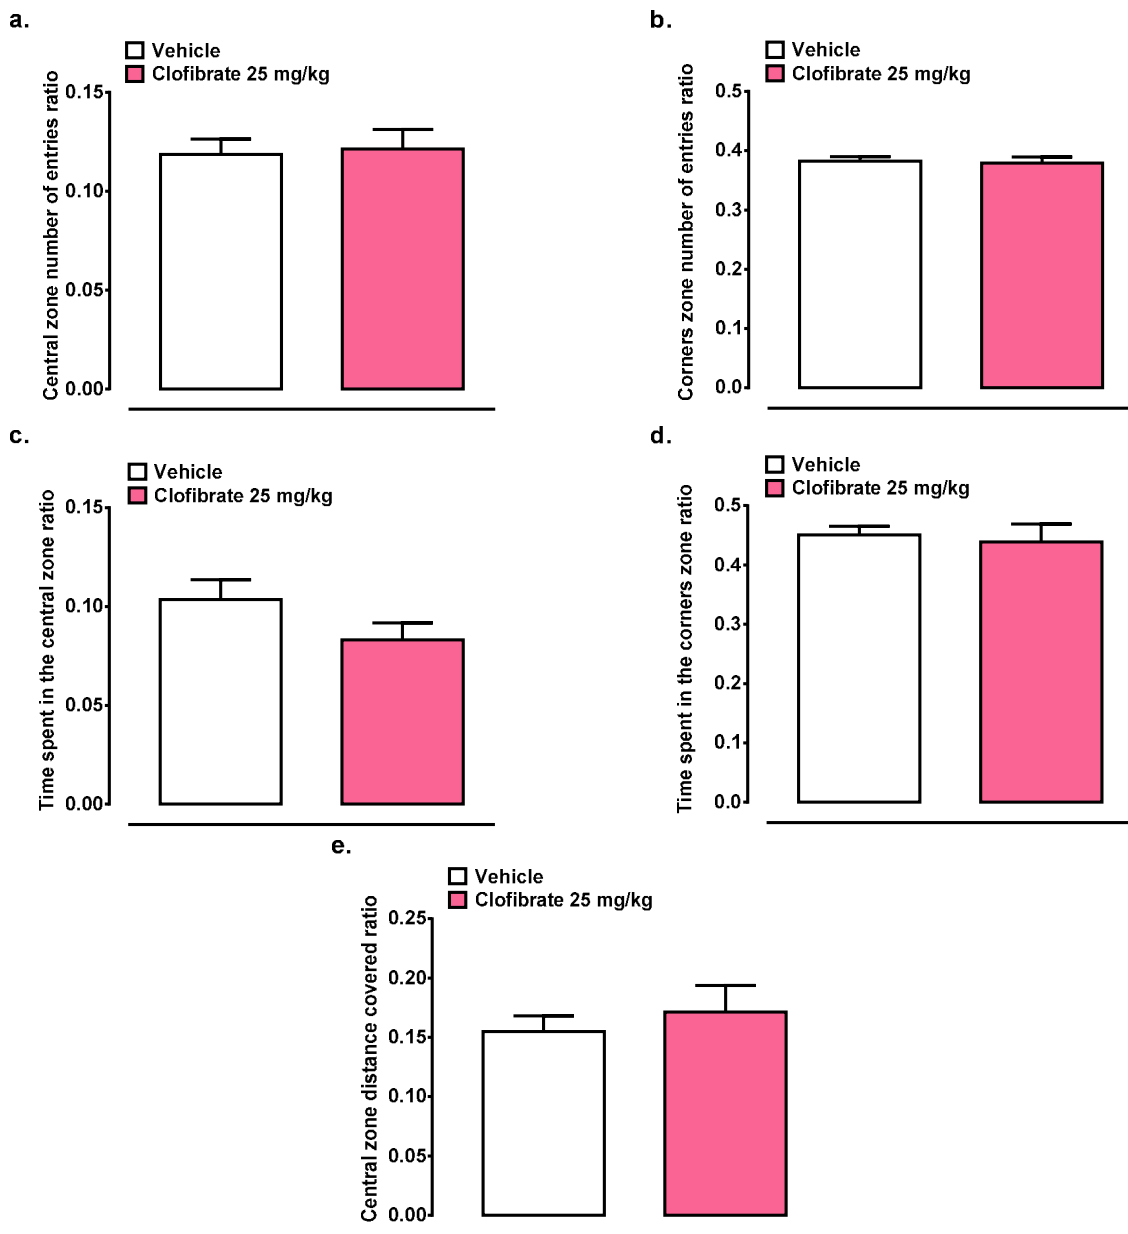 a.
Vehicle
Clofibrate 25 mg/kg
Central zone number of entries ratio
0.15
0.10
0.05
0.00
b.
Vehicle
Clofibrate 25 mg/kg
Corners zone number of entries ratio
0.5
0.4
0.3
0.2
0.1
0.0
c.
Vehicle
Clofibrate 25 mg/kg
Time spent in the central zone ratio
0.15
0.10
0.05
0.00
d.
Vehicle
Clofibrate 25 mg/kg
Time spent in the corners zone ratio
0.5
0.4
0.3
0.2
0.1
0.0
e.
Vehicle
Clofibrate 25 mg/kg
Central zone distance covered ratio
0.25
0.20
0.15
0.10
0.05
0.00